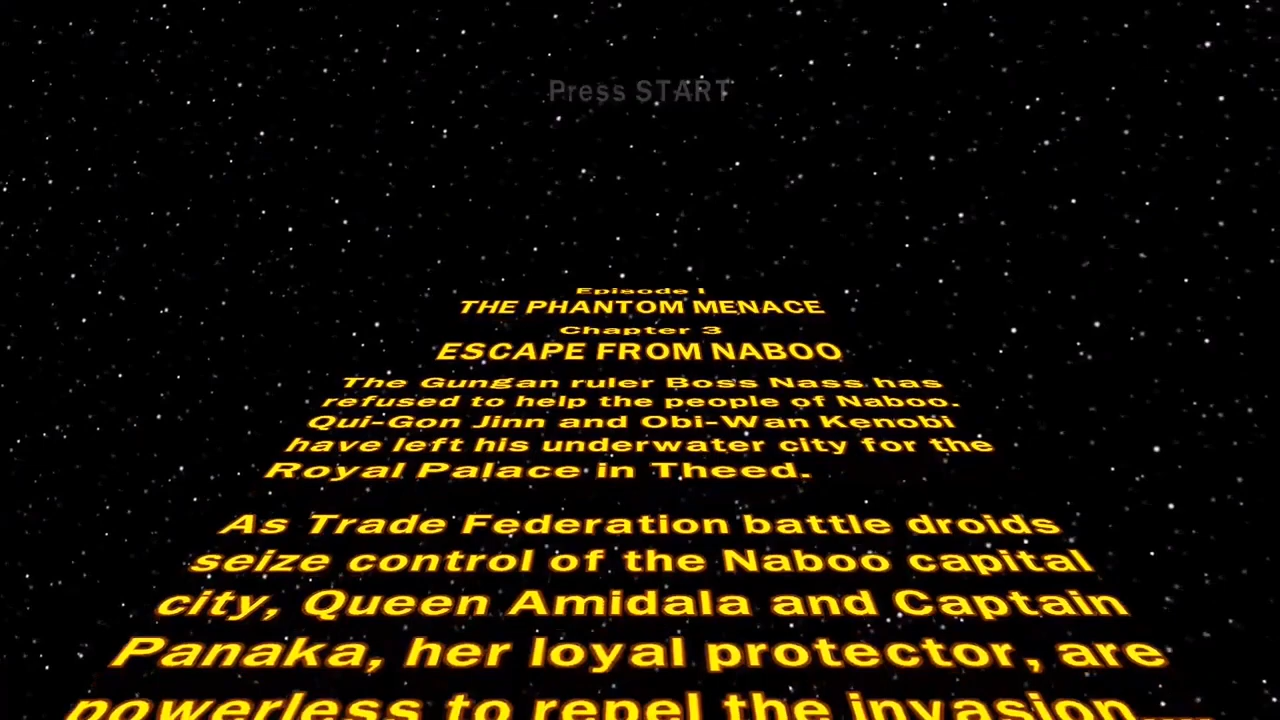 Press START
Episode I
THE PHANTOM MENACE
Chapter 3
ESCAPE FROM NABOO
The Gungan ruler Boss Nass has
refused to help the people of Naboo.
Qui-Gon Jinn and Obi-Wan Kenobi
have left his underwater city for the
Royal Palace in Theed.
As Trade Federation battle droids
seize control of the Naboo capital
city, Queen Amidala and Captain
Panaka, her loyal protector, are
powerless to repel the invasion....